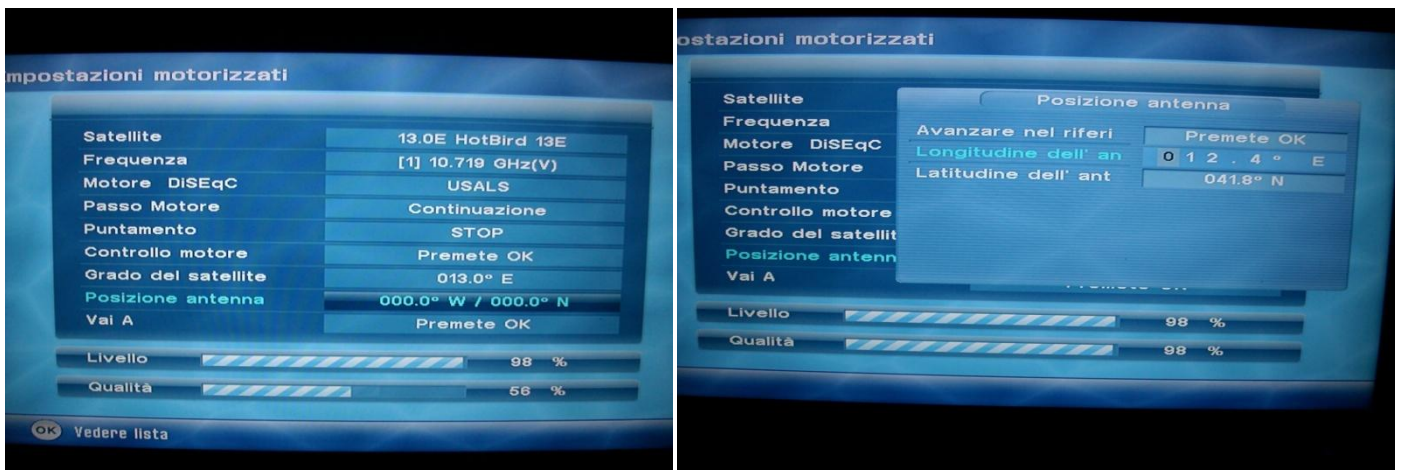 mpostazioni motorizzati
Satellite 13.0E HotBird 13E
Frequenza [1] 10.719 GHz(V)
Motore DiSEqC USALS
Passo Motore Continuazione
Puntamento STOP
Controllo motore Premete OK
Grado del satellite 013.0° E
Posizione antenna 000.0° W / 000.0° N
Vai A Premete OK
Livello 98 %
Qualità 56 %
OK Vedere lista
ostazioni motorizzati
Satellite
Frequenza
Motore DiSEqC
Passo Motore
Puntamento
Controllo motore
Grado del satellit
Posizione antenn
Vai A
Posizione antenna
Avanzare nel riferi Premete OK
Longitudine dell' an 012.4° E
Latitudine dell' ant 041.8° N
Livello 98 %
Qualità 98 %